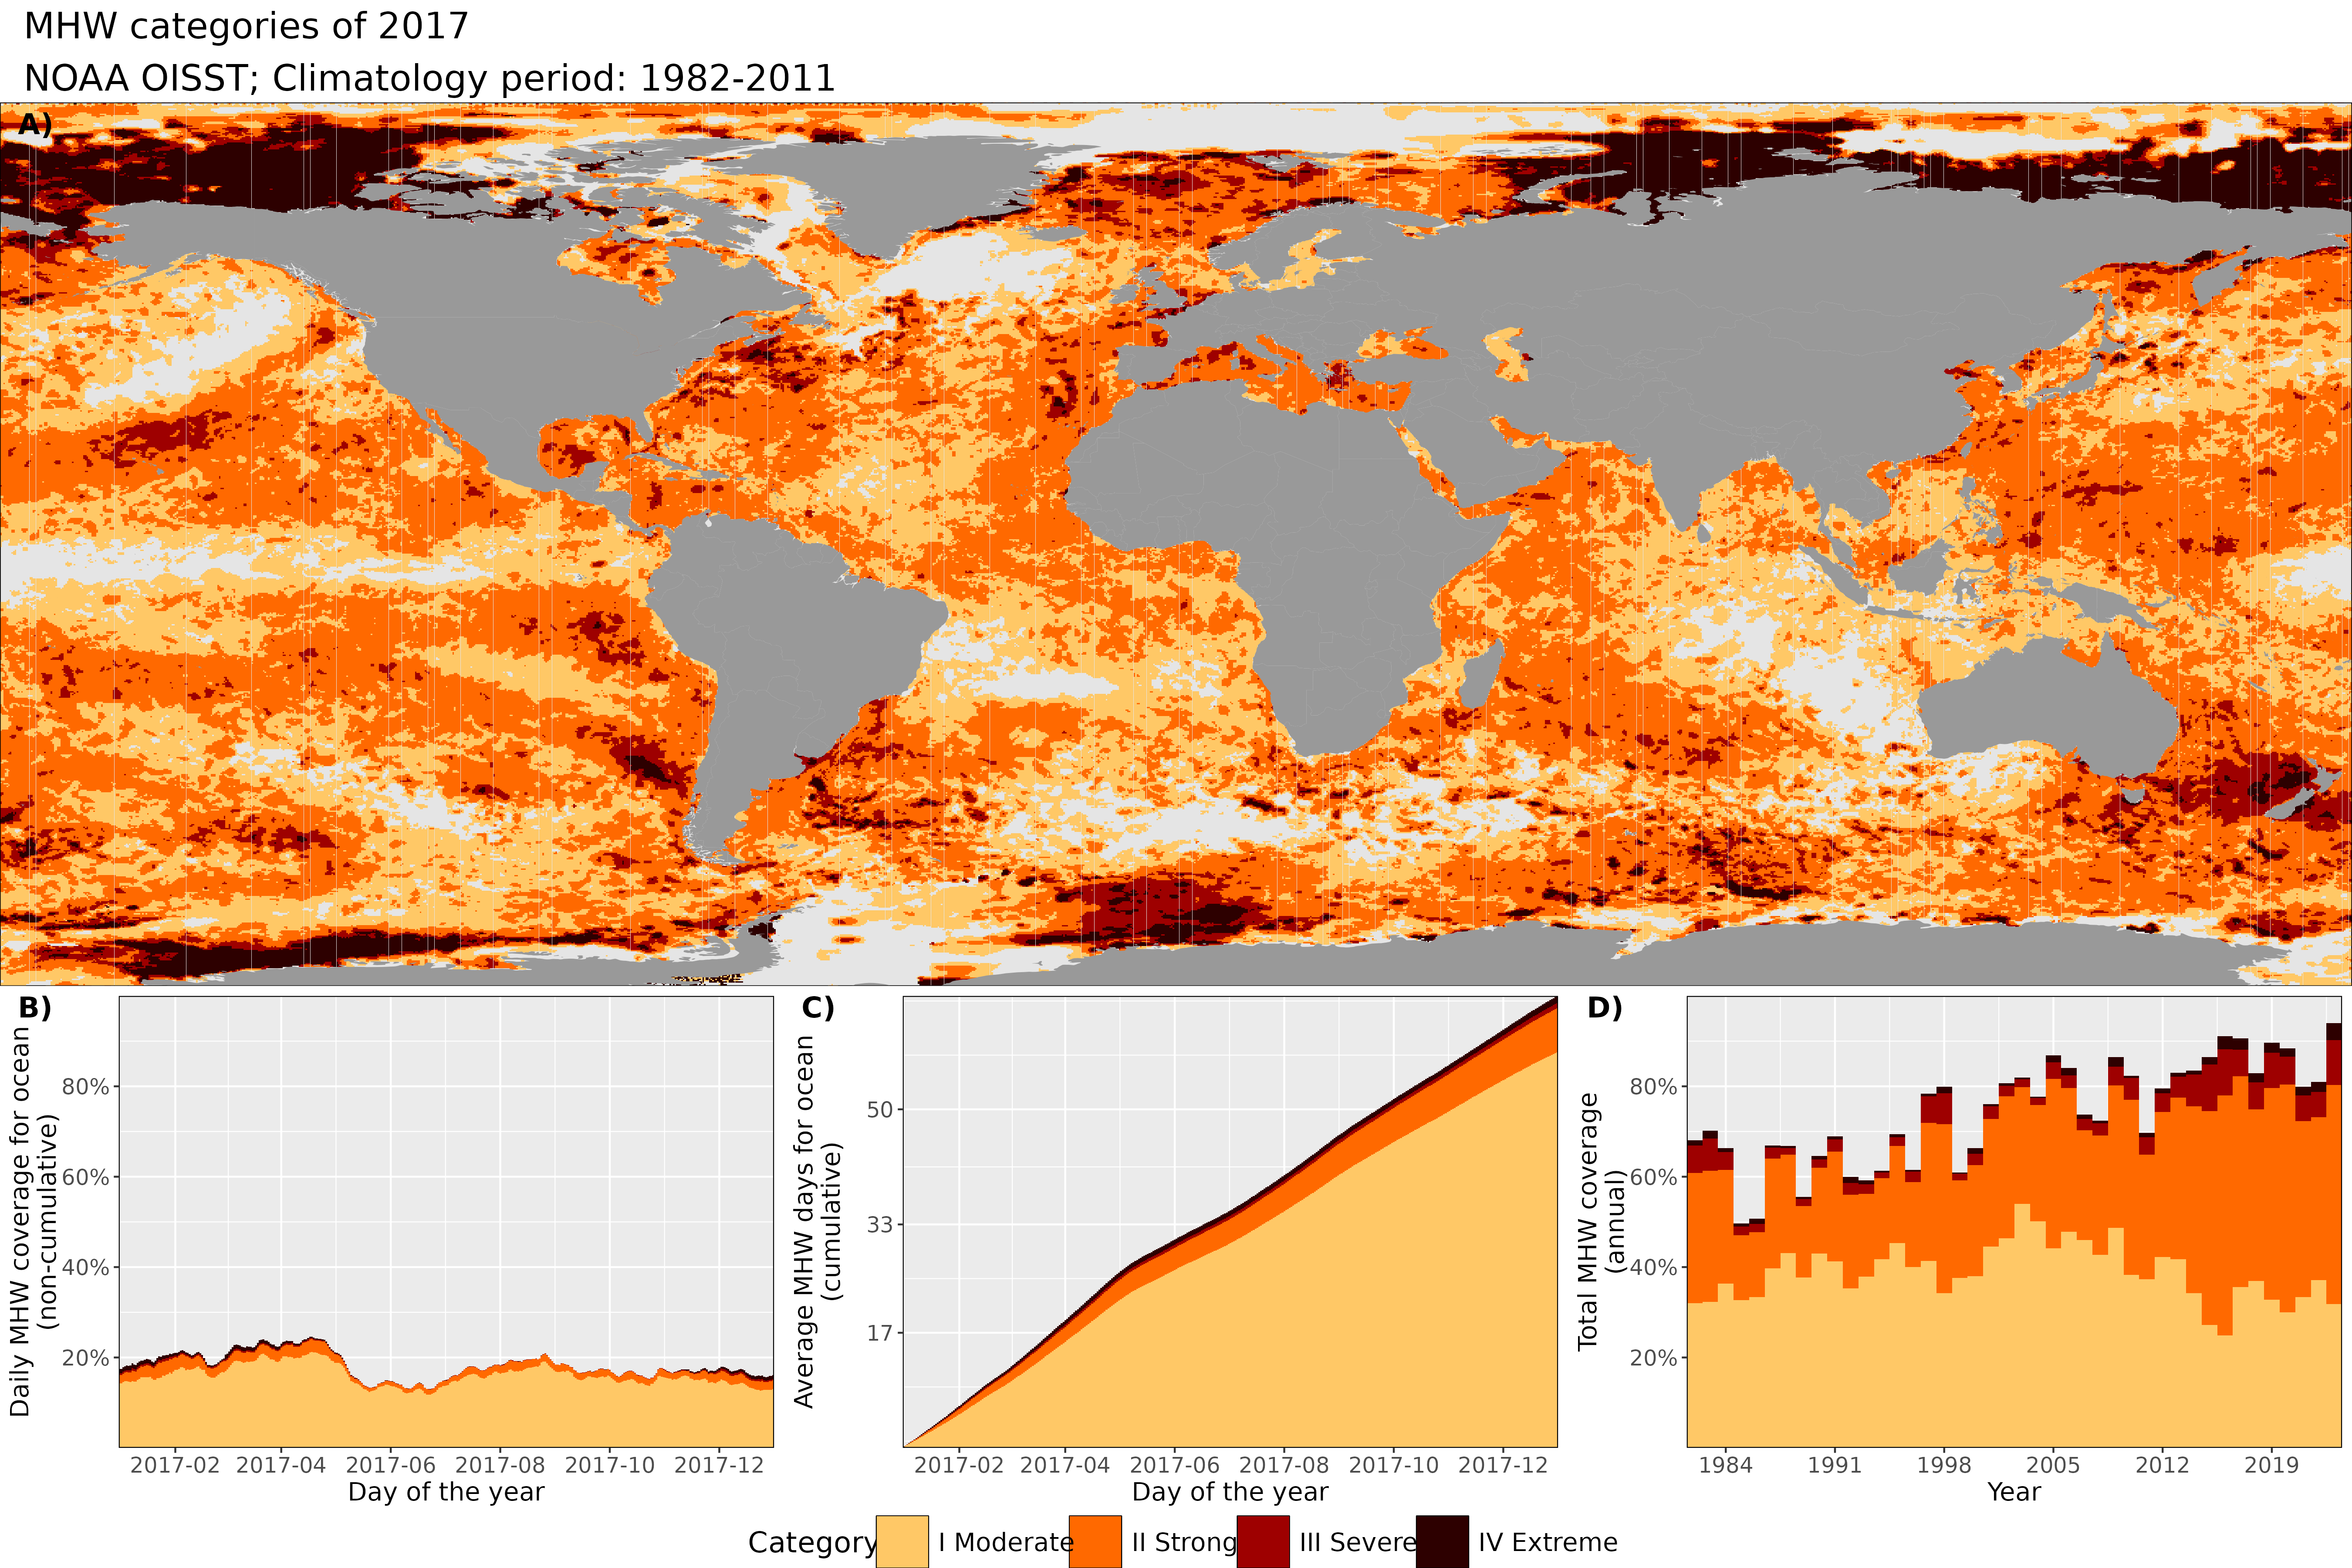 MHW categories of 2017
NOAA OISST; Climatology period: 1982-2011
A)
B)
Daily MHW coverage for ocean
(non-cumulative)
80%
60%
40%
20%
2017-02 2017-04 2017-06 2017-08 2017-10 2017-12
Day of the year
C)
Average MHW days for ocean
(cumulative)
50
33
17
2017-02 2017-04 2017-06 2017-08 2017-10 2017-12
Day of the year
D)
Total MHW coverage
(annual)
80%
60%
40%
20%
1984 1991 1998 2005 2012 2019
Year
Category I Moderate II Strong III Severe IV Extreme